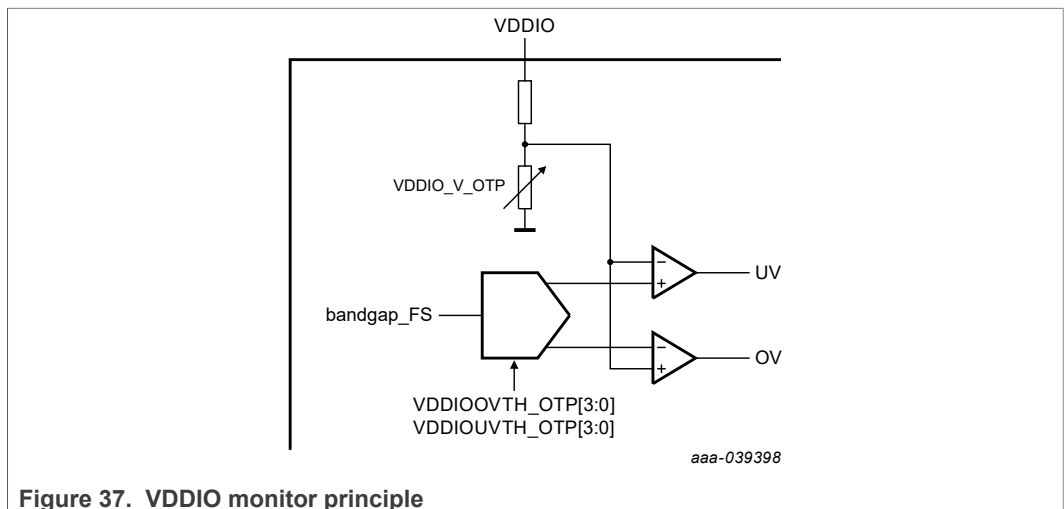 VDDIO
VDDIO_V_OTP
−
+
UV
bandgap_FS
−
+
OV
VDDIOOVTH_OTP[3:0]
VDDIOUVTH_OTP[3:0]
aaa-039398
Figure 37. VDDIO monitor principle